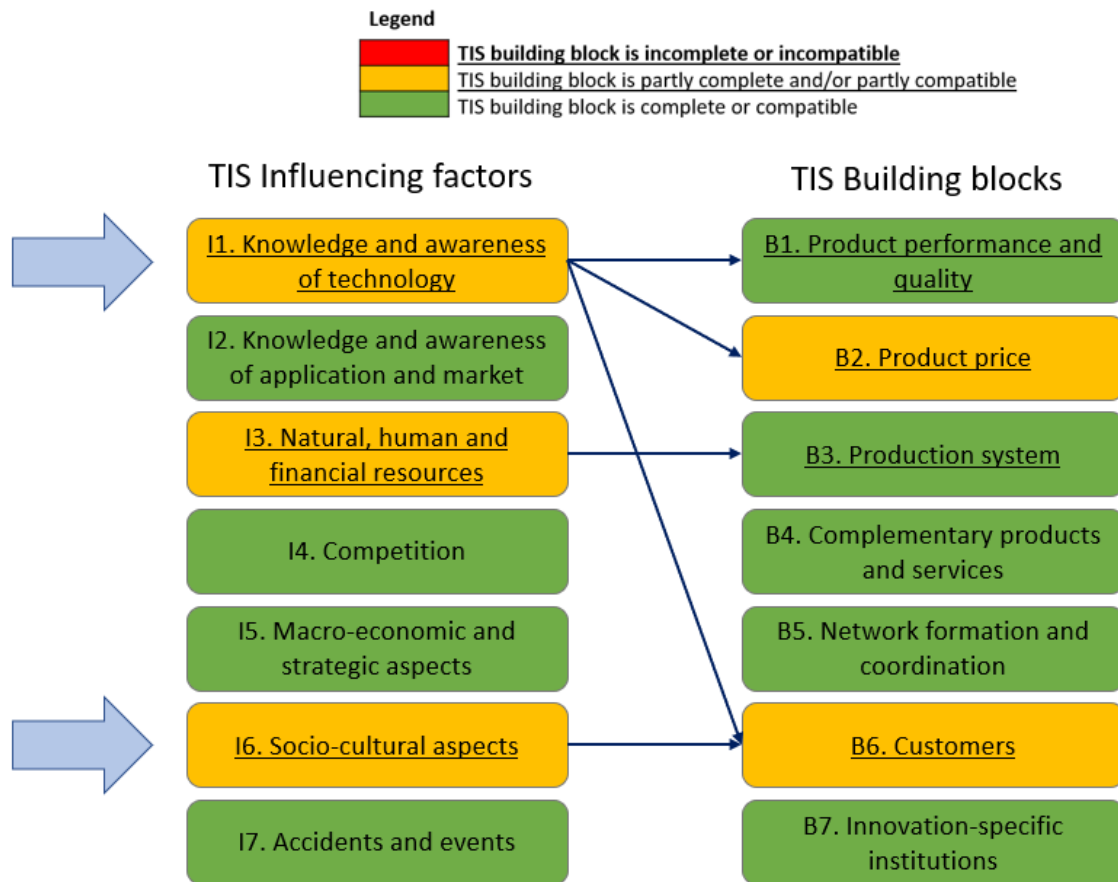 Legend
TIS building block is incomplete or incompatible
TIS building block is partly complete and/or partly compatible
TIS building block is complete or compatible
TIS Influencing factors
TIS Building blocks
I1. Knowledge and awareness
of technology
B1. Product performance and
quality
I2. Knowledge and awareness
of application and market
B2. Product price
I3. Natural, human and
financial resources
B3. Production system
I4. Competition
B4. Complementary products
and services
I5. Macro-economic and
strategic aspects
B5. Network formation and
coordination
I6. Socio-cultural aspects
B6. Customers
I7. Accidents and events
B7. Innovation-specific
institutions